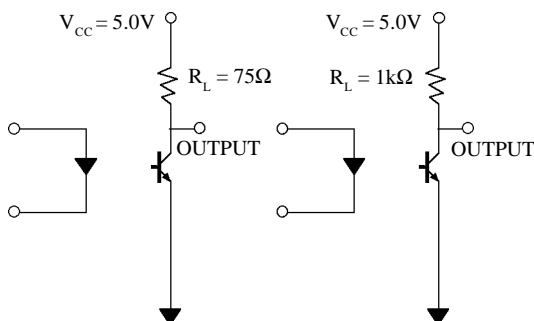 V_CC = 5.0V
R_L = 75Ω
OUTPUT
V_CC = 5.0V
R_L = 1kΩ
OUTPUT